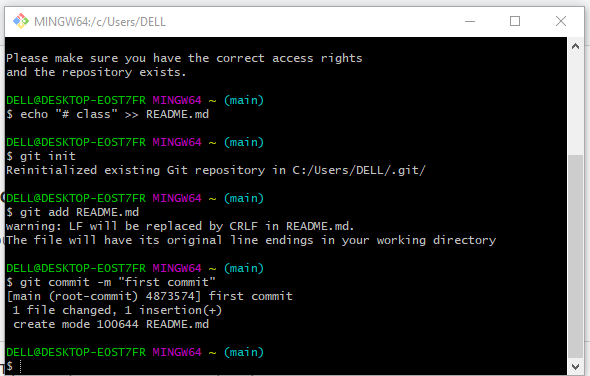 MINGW64:/c/Users/DELL
Please make sure you have the correct access rights
and the repository exists.
DELL@DESKTOP-EOST7FR MINGW64 ~ (main)
$ echo "# class" >> README.md
DELL@DESKTOP-EOST7FR MINGW64 ~ (main)
$ git init
Reinitialized existing Git repository in C:/Users/DELL/.git/
DELL@DESKTOP-EOST7FR MINGW64 ~ (main)
$ git add README.md
warning: LF will be replaced by CRLF in README.md.
The file will have its original line endings in your working directory
DELL@DESKTOP-EOST7FR MINGW64 ~ (main)
$ git commit -m "first commit"
[main (root-commit) 4873574] first commit
 1 file changed, 1 insertion(+)
 create mode 100644 README.md
DELL@DESKTOP-EOST7FR MINGW64 ~ (main)
$